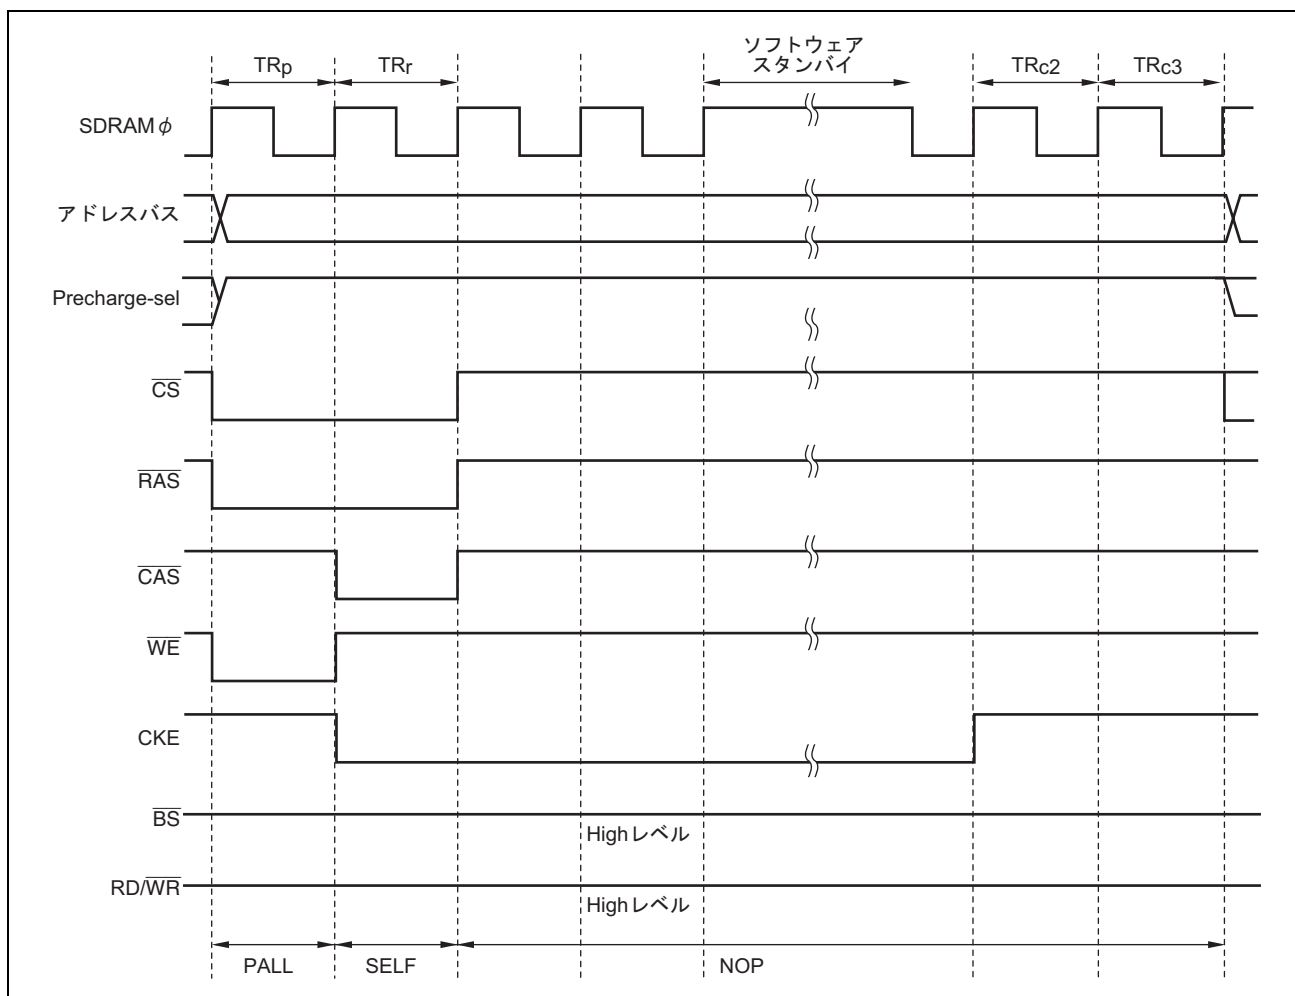 ソフトウェア
スタンバイ
TRp TRr TRc2 TRc3
SDRAMφ
アドレスバス
Precharge-sel
CS
RAS
CAS
WE
CKE
BS
Highレベル
RD/WR
Highレベル
PALL SELF NOP